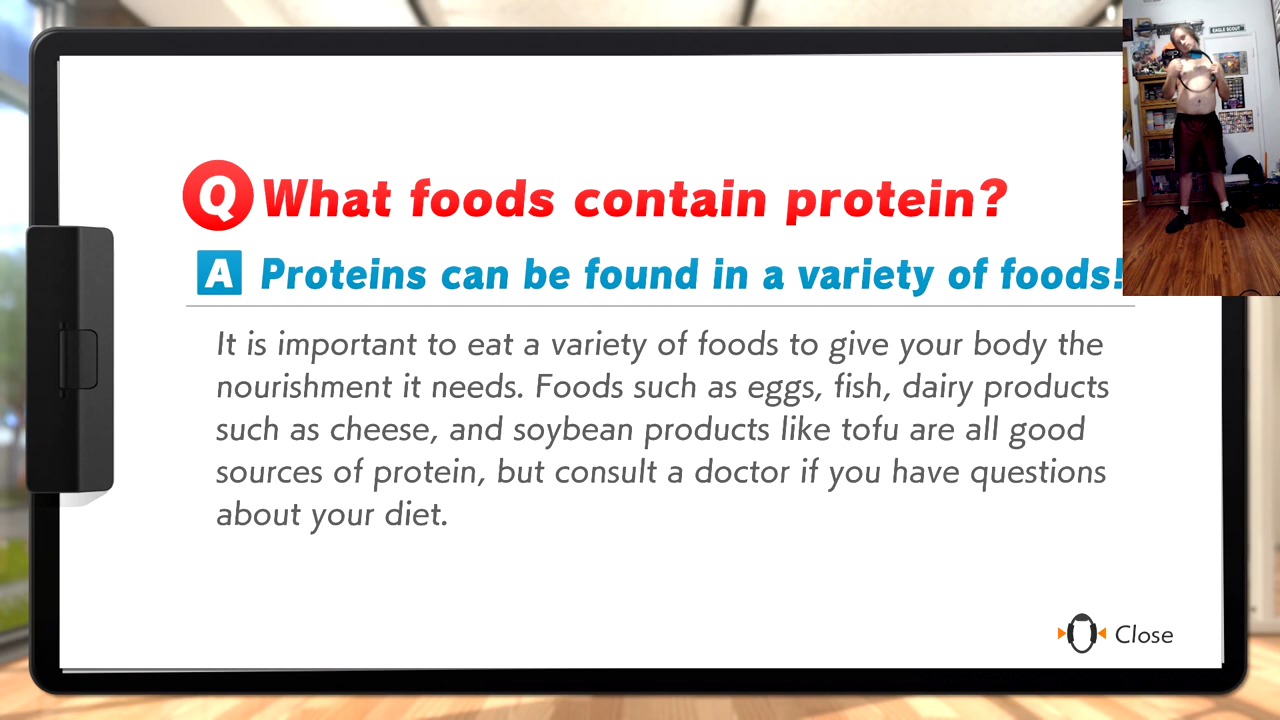 EAGLE SCOUT
Q What foods contain protein?
A Proteins can be found in a variety of foods!
It is important to eat a variety of foods to give your body the
nourishment it needs. Foods such as eggs, fish, dairy products
such as cheese, and soybean products like tofu are all good
sources of protein, but consult a doctor if you have questions
about your diet.
Close